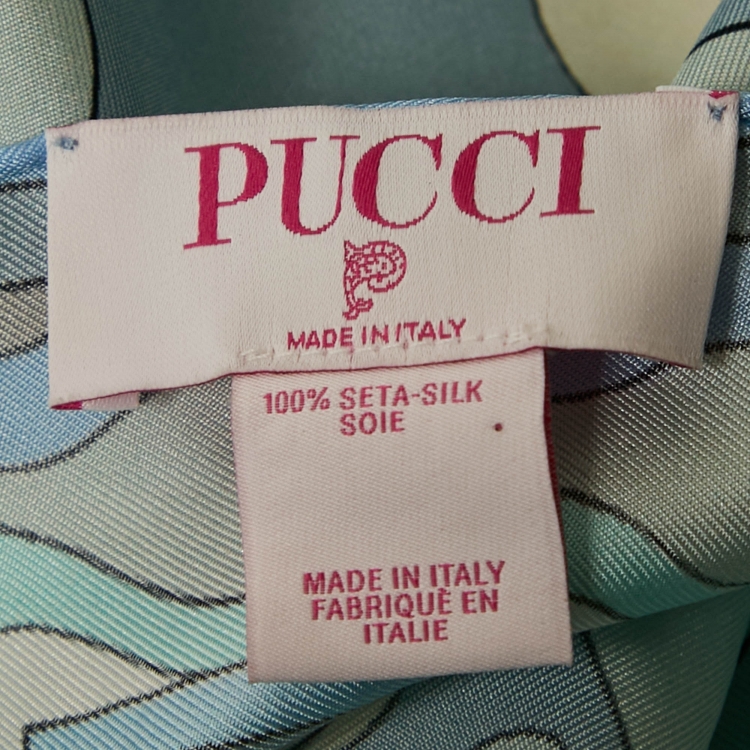 PUCCI
MADE IN ITALY
100% SETA-SILK
SOIE
MADE IN ITALY
FABRIQUÈ EN
ITALIE